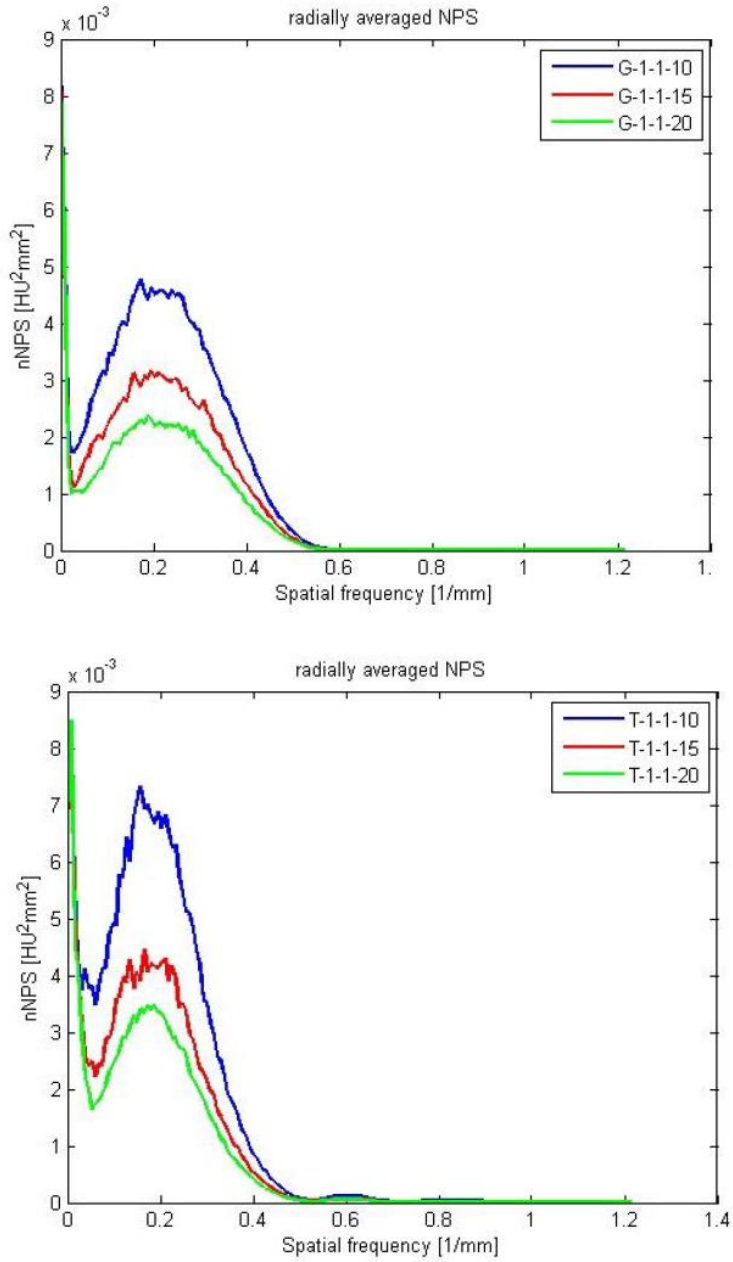 x 10⁻³
radially averaged NPS
9
8
7
6
5
4
3
2
1
0
nNPS [HU²mm²]
G-1-1-10
G-1-1-15
G-1-1-20
0 0.2 0.4 0.6 0.8 1 1.2 1.
Spatial frequency [1/mm]
x 10⁻³
radially averaged NPS
9
8
7
6
5
4
3
2
1
0
nNPS [HU²mm²]
T-1-1-10
T-1-1-15
T-1-1-20
0 0.2 0.4 0.6 0.8 1 1.2 1.4
Spatial frequency [1/mm]